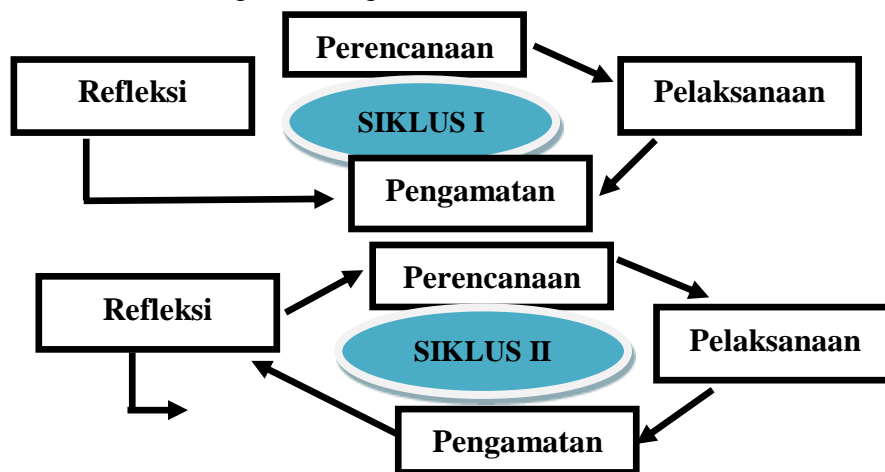 Perencanaan
Refleksi
Pelaksanaan
SIKLUS I
Pengamatan
Perencanaan
Refleksi
Pelaksanaan
SIKLUS II
Pengamatan